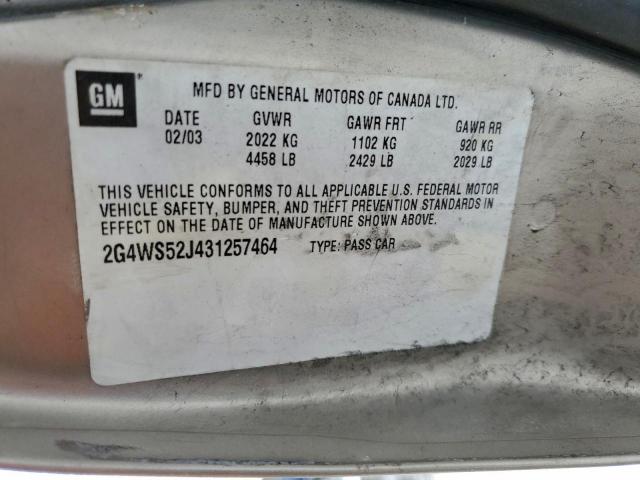 GM
MFD BY GENERAL MOTORS OF CANADA LTD.
DATE GVWR GAWR FRT GAWR RR
02/03 2022 KG 1102 KG 920 KG
4458 LB 2429 LB 2029 LB
THIS VEHICLE CONFORMS TO ALL APPLICABLE U.S. FEDERAL MOTOR
VEHICLE SAFETY, BUMPER, AND THEFT PREVENTION STANDARDS IN
EFFECT ON THE DATE OF MANUFACTURE SHOWN ABOVE.
2G4WS52J431257464 TYPE: PASS CAR